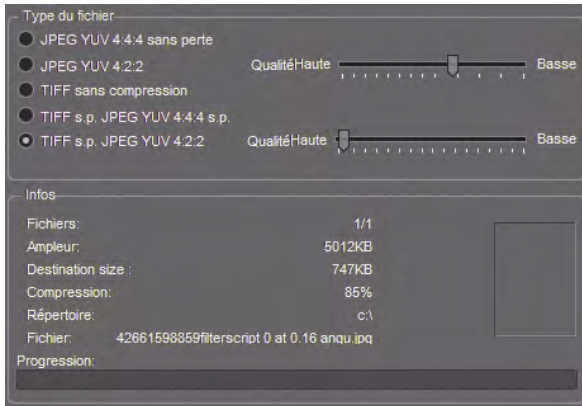 Type du fichier
JPEG YUV 4:4:4 sans perte
JPEG YUV 4:2:2 QualitéHaute Basse
TIFF sans compression
TIFF s.p. JPEG YUV 4:4:4 s.p.
TIFF s.p. JPEG YUV 4:2:2 QualitéHaute Basse
Infos
Fichiers: 1/1
Ampleur: 5012KB
Destination size : 747KB
Compression: 85%
Répertoire: c:\
Fichier: 42661598859filterscript 0 at 0.16 angu.jpg
Progression: